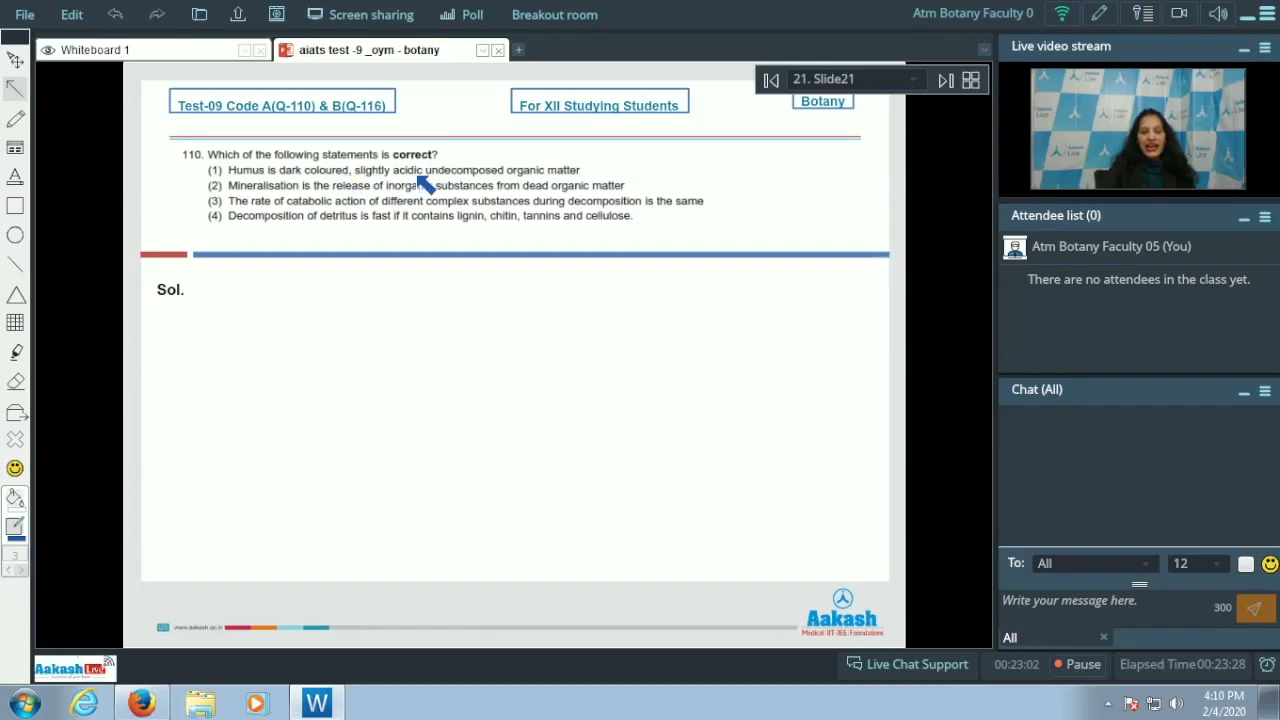 File Edit Screen sharing Poll Breakout room Atm Botany Faculty 0
Whiteboard 1 aiats test -9 _oym - botany Live video stream
21. Slide21
Test-09 Code A(Q-110) & B(Q-116) For XII Studying Students Botany
110. Which of the following statements is correct?
(1) Humus is dark coloured, slightly acidic undecomposed organic matter
(2) Mineralisation is the release of substances from dead organic matter
(3) The rate of catabolic action of different complex substances during decomposition is the same
(4) Decomposition of detritus is fast if it contains lignin, chitin, tannins and cellulose.
Sol.
Attendee list (0)
Atm Botany Faculty 05 (You)
There are no attendees in the class yet.
Chat (All)
To: All 12
Write your message here. 300
All
3
Aakash
Medical IIT-JEE Foundations
www.aakash.ac.in
Aakash Live
Live Chat Support 00:23:02 Pause Elapsed Time 00:23:28
4:10 PM
2/4/2020